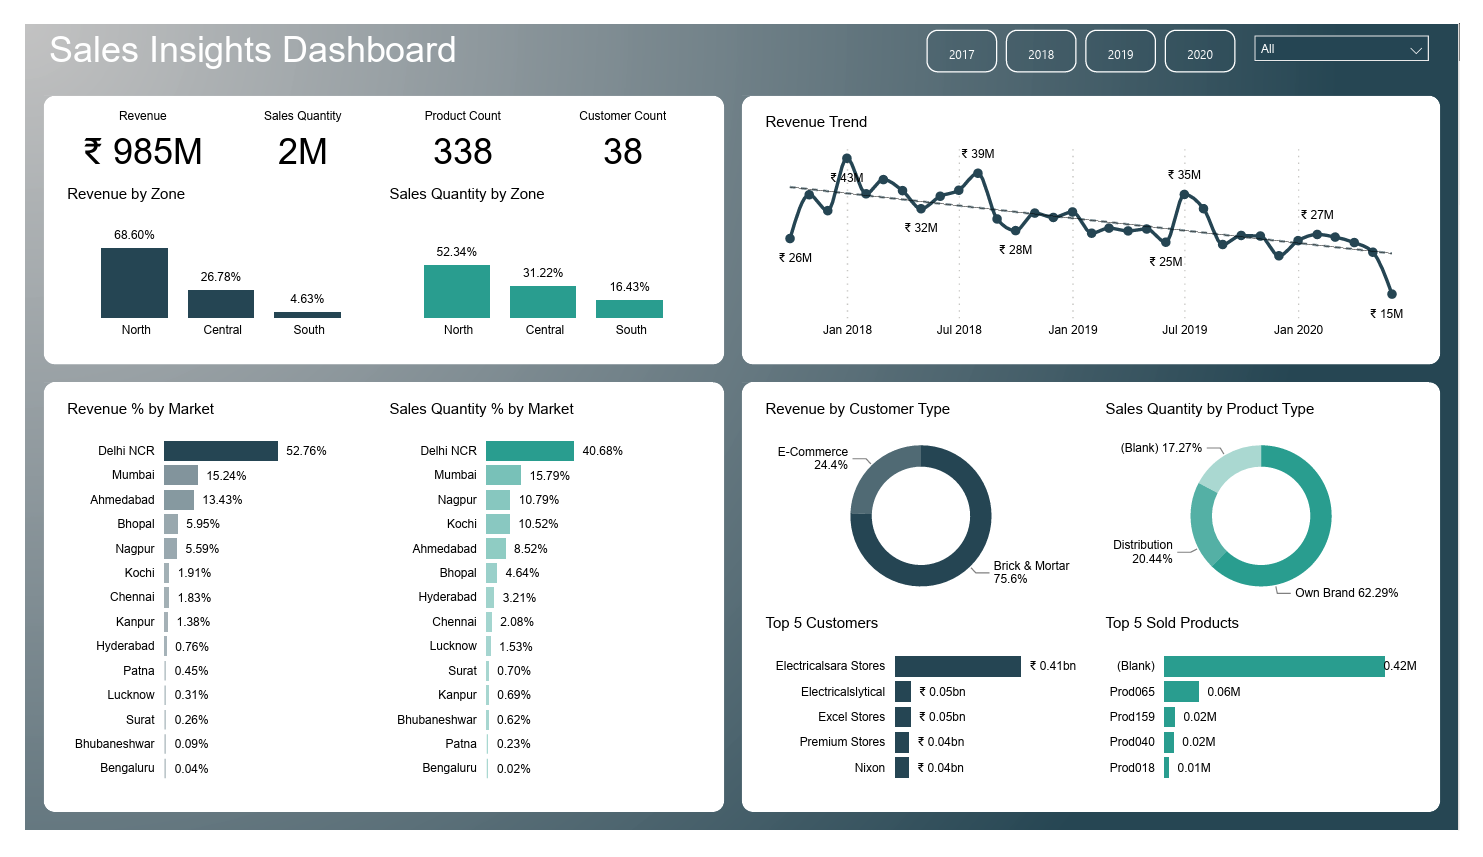 Sales Insights Dashboard
2017
2018
2019
2020
All
Revenue
Sales Quantity
Product Count
Customer Count
₹ 985M
2M
338
38
Revenue by Zone
68.60%
26.78%
4.63%
North
Central
South
Sales Quantity by Zone
52.34%
31.22%
16.43%
North
Central
South
Revenue Trend
₹ 26M
₹ 43M
₹ 32M
₹ 39M
₹ 28M
₹ 25M
₹ 35M
₹ 27M
₹ 15M
Jan 2018
Jul 2018
Jan 2019
Jul 2019
Jan 2020
Revenue % by Market
Delhi NCR 52.76%
Mumbai 15.24%
Ahmedabad 13.43%
Bhopal 5.95%
Nagpur 5.59%
Kochi 1.91%
Chennai 1.83%
Kanpur 1.38%
Hyderabad 0.76%
Patna 0.45%
Lucknow 0.31%
Surat 0.26%
Bhubaneshwar 0.09%
Bengaluru 0.04%
Sales Quantity % by Market
Delhi NCR 40.68%
Mumbai 15.79%
Nagpur 10.79%
Kochi 10.52%
Ahmedabad 8.52%
Bhopal 4.64%
Hyderabad 3.21%
Chennai 2.08%
Lucknow 1.53%
Surat 0.70%
Kanpur 0.69%
Bhubaneshwar 0.62%
Patna 0.23%
Bengaluru 0.02%
Revenue by Customer Type
E-Commerce
24.4%
Brick & Mortar
75.6%
Sales Quantity by Product Type
(Blank) 17.27%
Distribution
20.44%
Own Brand 62.29%
Top 5 Customers
Electricalsara Stores ₹ 0.41bn
Electricalslytical ₹ 0.05bn
Excel Stores ₹ 0.05bn
Premium Stores ₹ 0.04bn
Nixon ₹ 0.04bn
Top 5 Sold Products
(Blank) 0.42M
Prod065 0.06M
Prod159 0.02M
Prod040 0.02M
Prod018 0.01M